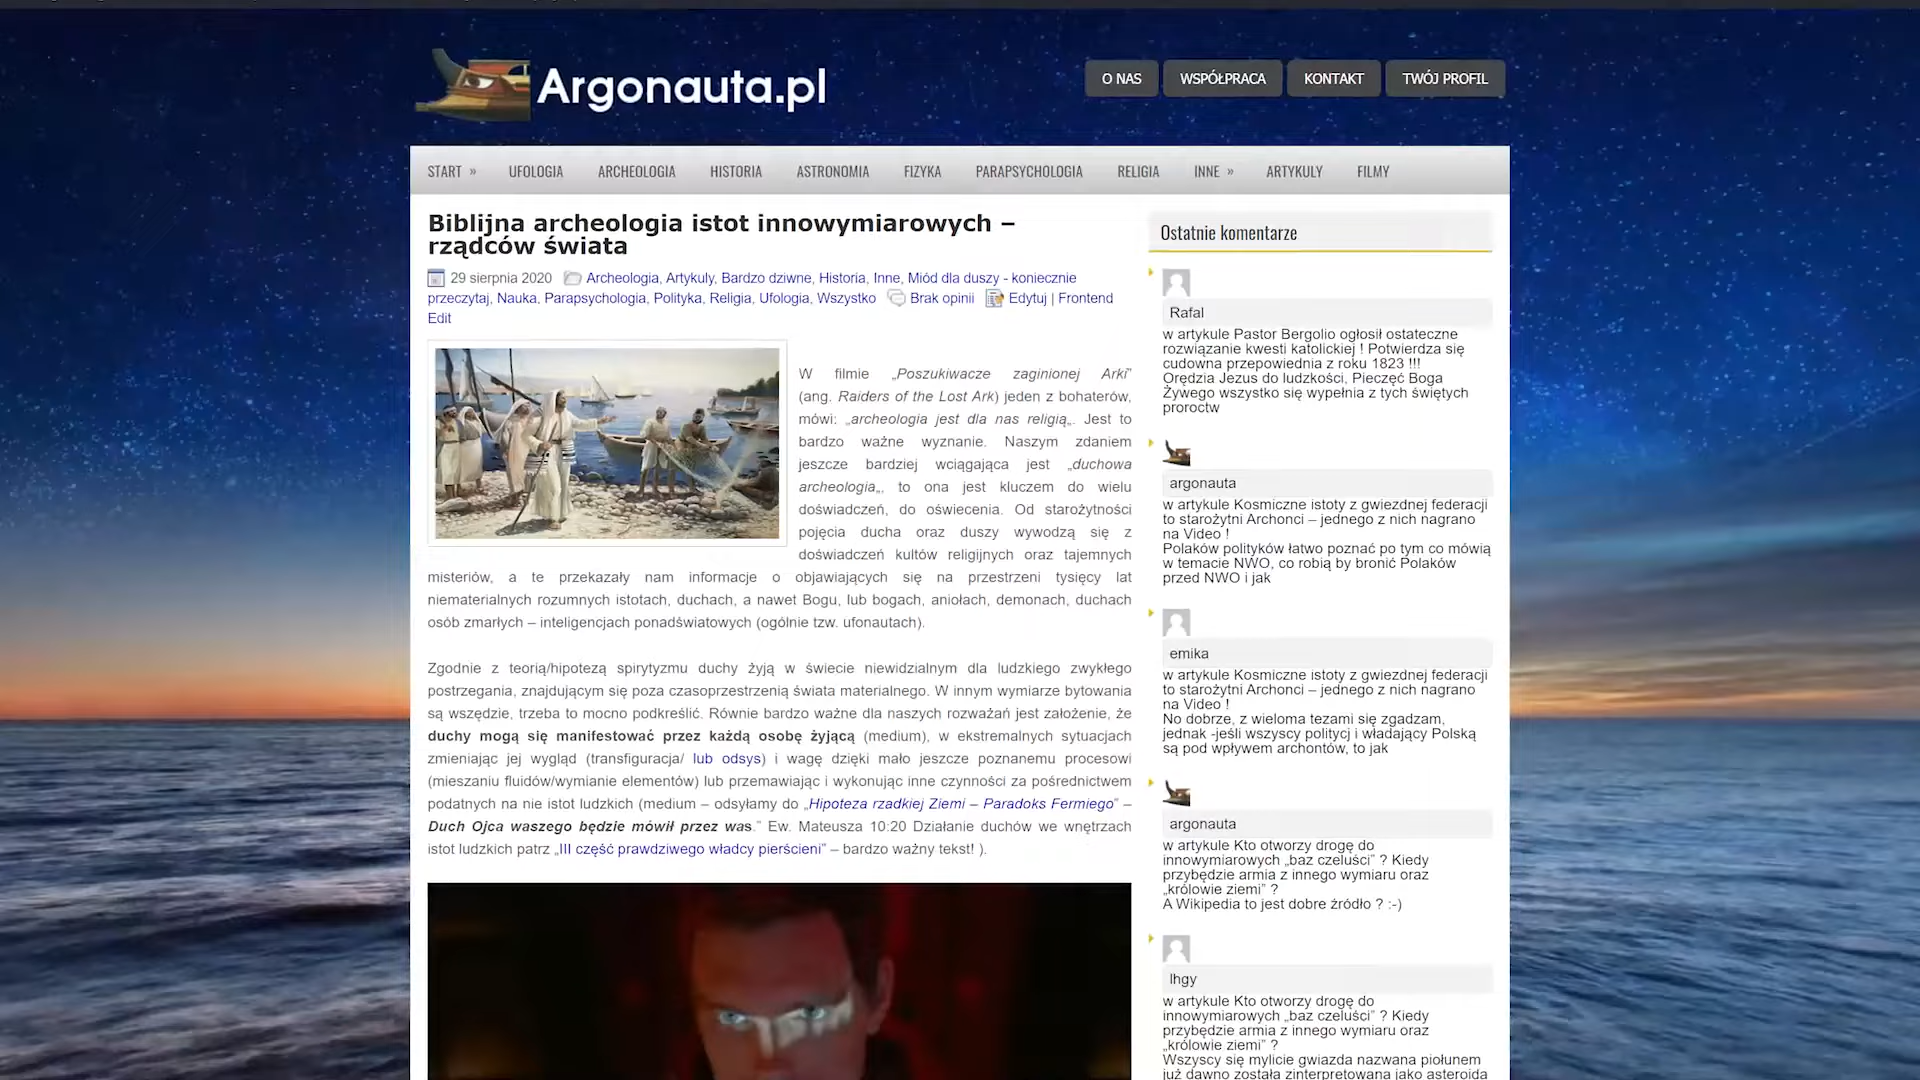 Argonauta.pl
O NAS
WSPÓŁPRACA
KONTAKT
TWÓJ PROFIL
START »
UFOLOGIA
ARCHEOLOGIA
HISTORIA
ASTRONOMIA
FIZYKA
PARAPSYCHOLOGIA
RELIGIA
INNE »
ARTYKULY
FILMY
Biblijna archeologia istot innowymiarowych –
rządców świata
29 sierpnia 2020 Archeologia, Artykuly, Bardzo dziwne, Historia, Inne, Miód dla duszy - koniecznie
przeczytaj, Nauka, Parapsychologia, Polityka, Religia, Ufologia, Wszystko Brak opinii Edytuj | Frontend
Edit
W filmie „Poszukiwacze zaginionej Arki”
(ang. Raiders of the Lost Ark) jeden z bohaterów,
mówi: „archeologia jest dla nas religią„. Jest to
bardzo ważne wyznanie. Naszym zdaniem
jeszcze bardziej wciągająca jest „duchowa
archeologia„, to ona jest kluczem do wielu
doświadczeń, do oświecenia. Od starożytności
pojęcia ducha oraz duszy wywodzą się z
doświadczeń kultów religijnych oraz tajemnych
misteriów, a te przekazały nam informacje o objawiających się na przestrzeni tysięcy lat
niematerialnych rozumnych istotach, duchach, a nawet Bogu, lub bogach, aniołach, demonach, duchach
osób zmarłych – inteligencjach ponadświatowych (ogólnie tzw. ufonautach).
Zgodnie z teorią/hipotezą spirytyzmu duchy żyją w świecie niewidzialnym dla ludzkiego zwykłego
postrzegania, znajdującym się poza czasoprzestrzenią świata materialnego. W innym wymiarze bytowania
są wszędzie, trzeba to mocno podkreślić. Równie bardzo ważne dla naszych rozważań jest założenie, że
duchy mogą się manifestować przez każdą osobę żyjącą (medium), w ekstremalnych sytuacjach
zmieniając jej wygląd (transfiguracja/ lub odsys) i wagę dzięki mało jeszcze poznanemu procesowi
(mieszaniu fluidów/wymianie elementów) lub przemawiając i wykonując inne czynności za pośrednictwem
podatnych na nie istot ludzkich (medium – odsyłamy do „Hipoteza rzadkiej Ziemi – Paradoks Fermiego” –
Duch Ojca waszego będzie mówił przez was.” Ew. Mateusza 10:20 Działanie duchów we wnętrzach
istot ludzkich patrz „III część prawdziwego władcy pierścieni” – bardzo ważny tekst! ).
Ostatnie komentarze
Rafal
w artykule Pastor Bergolio ogłosił ostateczne
rozwiązanie kwesti katolickiej ! Potwierdza się
cudowna przepowiednia z roku 1823 !!!
Orędzia Jezus do ludzkości, Pieczęć Boga
Żywego wszystko się wypełnia z tych świętych
proroctw
argonauta
w artykule Kosmiczne istoty z gwiezdnej federacji
to starożytni Archonci – jednego z nich nagrano
na Video !
Polaków polityków łatwo poznać po tym co mówią
w temacie NWO, co robią by bronić Polaków
przed NWO i jak
emika
w artykule Kosmiczne istoty z gwiezdnej federacji
to starożytni Archonci – jednego z nich nagrano
na Video !
No dobrze, z wieloma tezami się zgadzam,
jednak -jeśli wszyscy politycj i władający Polską
są pod wpływem archontów, to jak
argonauta
w artykule Kto otworzy drogę do
innowymiarowych „baz czeluści” ? Kiedy
przybędzie armia z innego wymiaru oraz
„królowie ziemi” ?
A Wikipedia to jest dobre źródło ? :-)
lhgy
w artykule Kto otworzy drogę do
innowymiarowych „baz czeluści” ? Kiedy
przybędzie armia z innego wymiaru oraz
„królowie ziemi” ?
Wszyscy się mylicie gwiazda nazwana piołunem
już dawno została zinterpretowana jako asteroida